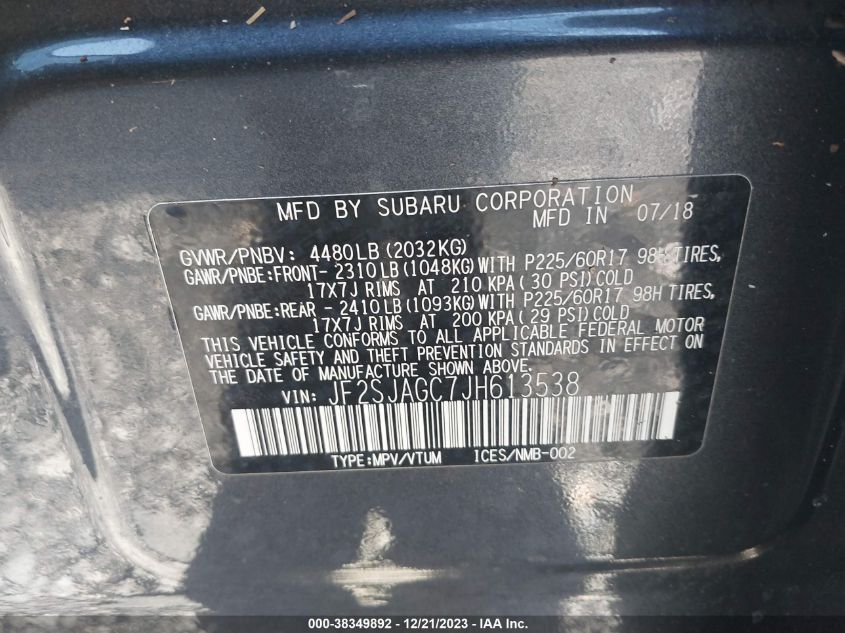 MFD BY SUBARU CORPORATION
MFD IN 07/18
GVWR/PNBV: 4480LB (2032KG)
GAWR/PNBE:FRONT- 2310LB (1048KG)WITH P225/60R17 98H TIRES,
17X7J RIMS AT 210 KPA( 30 PSI)COLD
GAWR/PNBE:REAR - 2410LB (1093KG)WITH P225/60R17 98H TIRES,
17X7J RIMS AT 200 KPA( 29 PSI)COLD
THIS VEHICLE CONFORMS TO ALL APPLICABLE FEDERAL MOTOR
VEHICLE SAFETY AND THEFT PREVENTION STANDARDS IN EFFECT ON
THE DATE OF MANUFACTURE SHOWN ABOVE.
VIN: JF2SJAGC7JH613538
TYPE:MPV/VTUM ICES/NMB-002
000-38349892 - 12/21/2023 - IAA Inc.